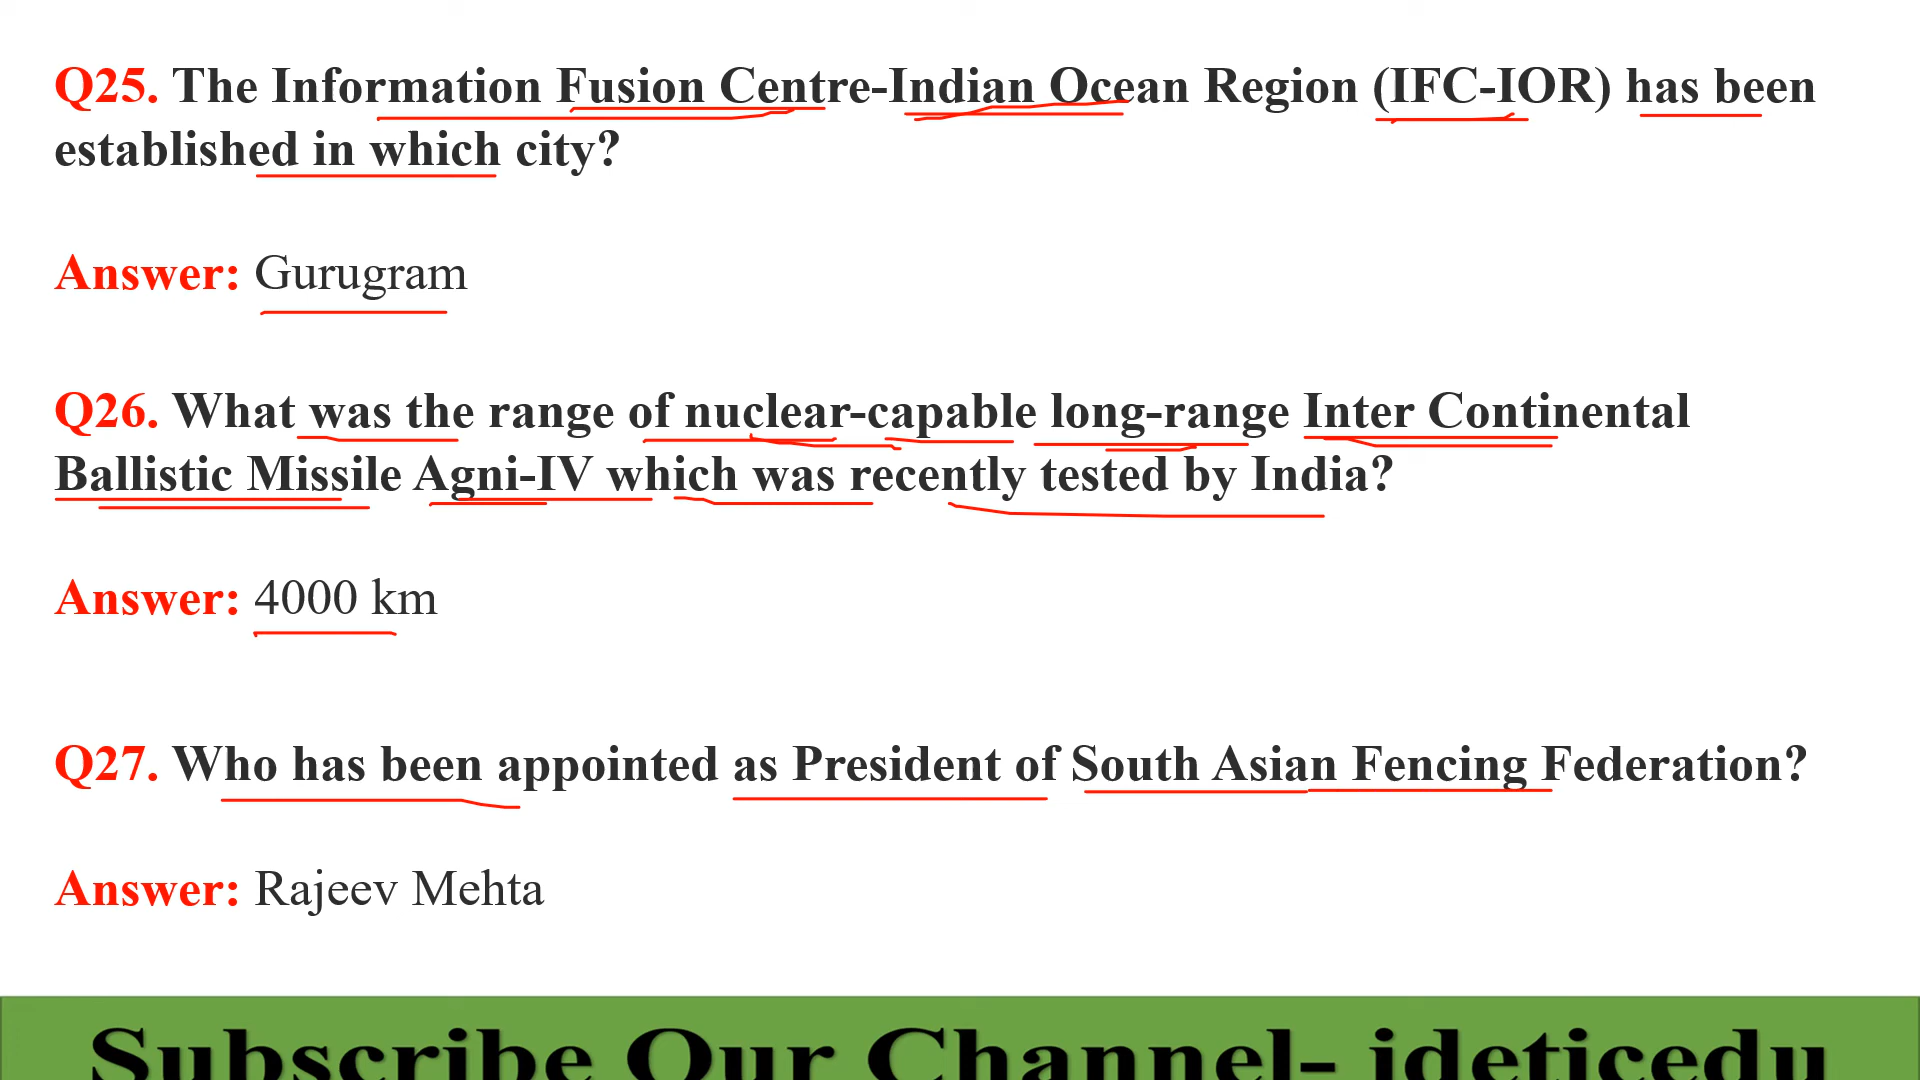 Q25. The Information Fusion Centre-Indian Ocean Region (IFC-IOR) has been
established in which city?
Answer: Gurugram
Q26. What was the range of nuclear-capable long-range Inter Continental
Ballistic Missile Agni-IV which was recently tested by India?
Answer: 4000 km
Q27. Who has been appointed as President of South Asian Fencing Federation?
Answer: Rajeev Mehta
Subscribe Our Channel- ideticedu